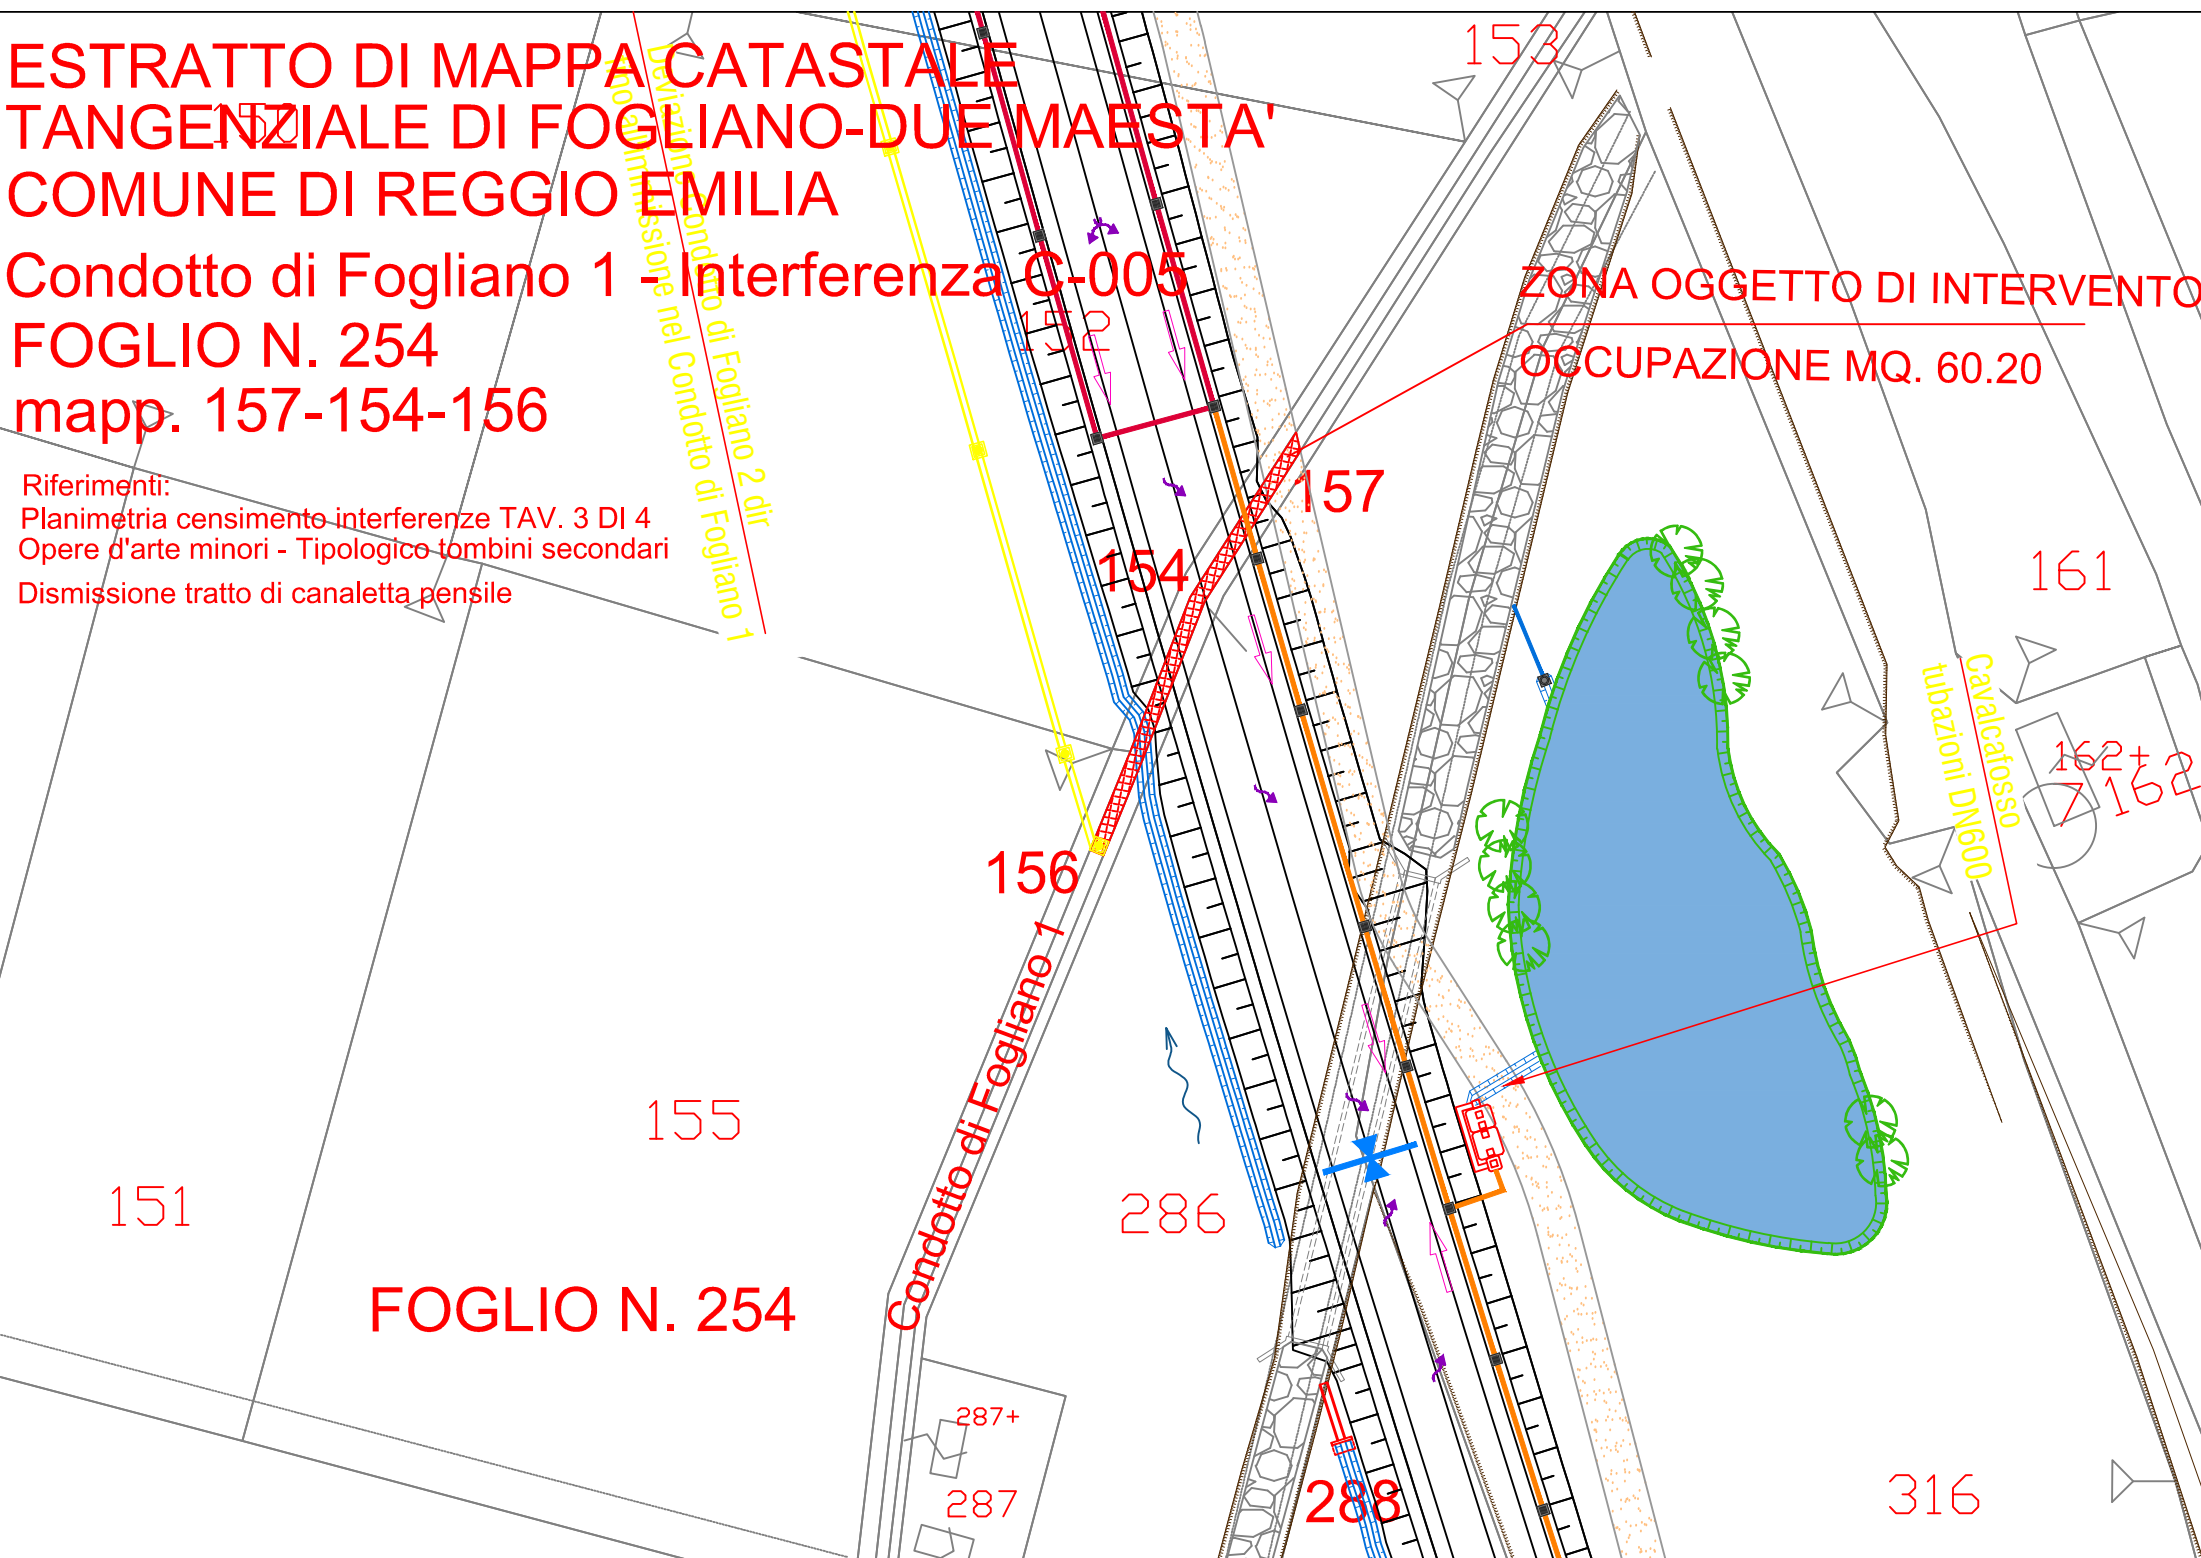 ESTRATTO DI MAPPA CATASTALE
TANGENZIALE DI FOGLIANO-DUE MAESTA'
COMUNE DI REGGIO EMILIA
Condotto di Fogliano 1 - Interferenza C-005
FOGLIO N. 254
mapp. 157-154-156
Riferimenti:
Planimetria censimento interferenze TAV. 3 DI 4
Opere d'arte minori - Tipologico tombini secondari
Dismissione tratto di canaletta pensile
150
Deviazione Condotto di Fogliano 2 dir
fino all'immissione nel Condotto di Fogliano 1
152
153
ZONA OGGETTO DI INTERVENTO
OCCUPAZIONE MQ. 60.20
157
154
156
161
162+
7 162
Cavalcafosso
tubazioni DN600
Condotto di Fogliano 1
155
151
286
FOGLIO N. 254
287+
287
288
316